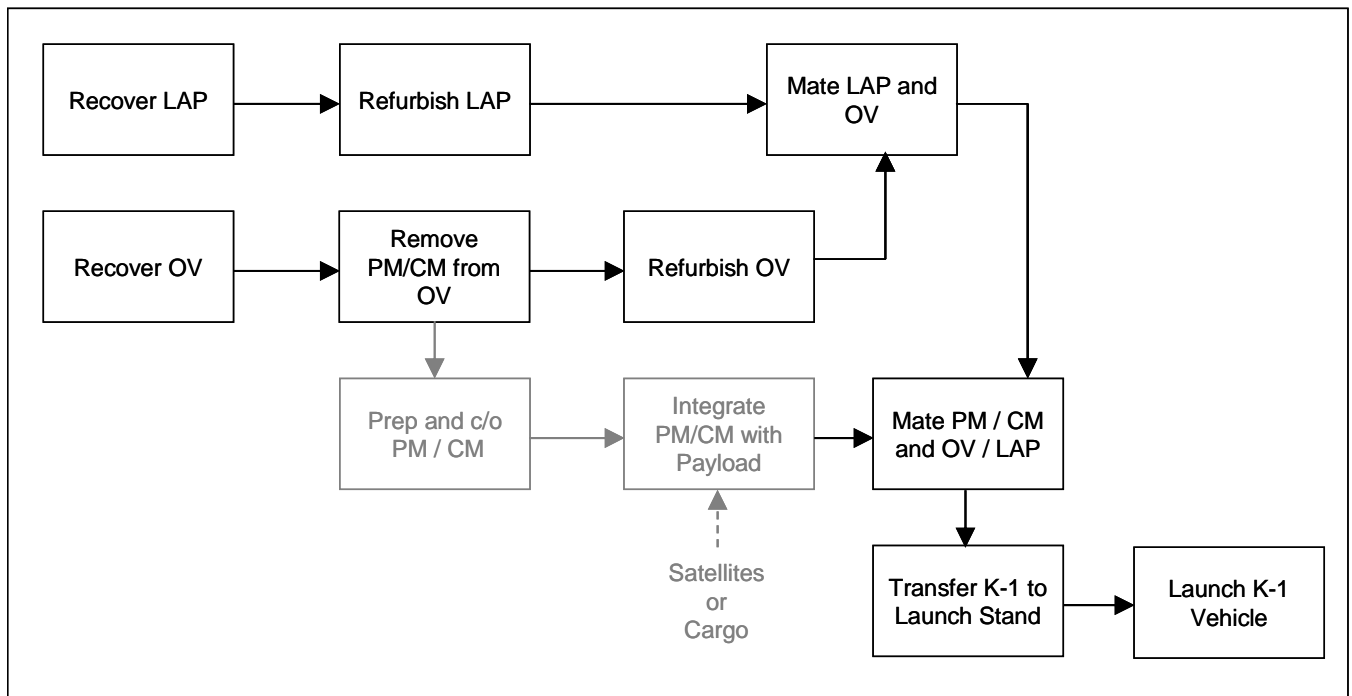 Recover LAP
Refurbish LAP
Mate LAP and
OV
Recover OV
Remove
PM/CM from
OV
Refurbish OV
Prep and c/o
PM / CM
Integrate
PM/CM with
Payload
Mate PM / CM
and OV / LAP
Satellites
or
Cargo
Transfer K-1 to
Launch Stand
Launch K-1
Vehicle